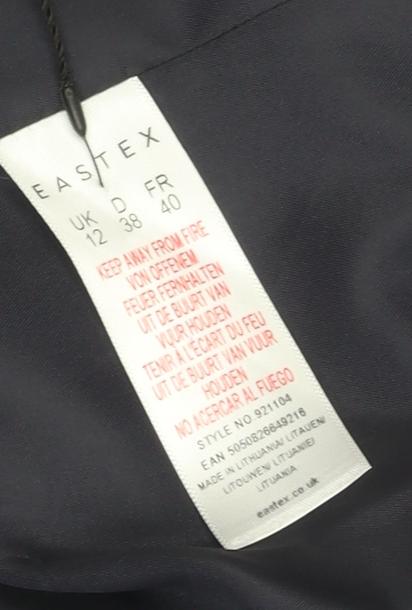 EASTEX
UK D FR
12 38 40
KEEP AWAY FROM FIRE
VON OFFENEM
FEUER FERNHALTEN
UIT DE BUURT VAN
VUUR HOUDEN
TENIR À L'ÉCART DU FEU
UIT DE BUURT VAN VUUR
HOUDEN
NO ACERCAR AL FUEGO
STYLE NO 921104
EAN 5050826649216
MADE IN LITHUANIA/ LITAUEN/
LITOUWEN/ LITUANIE/
LITUANIA
eastex.co.uk